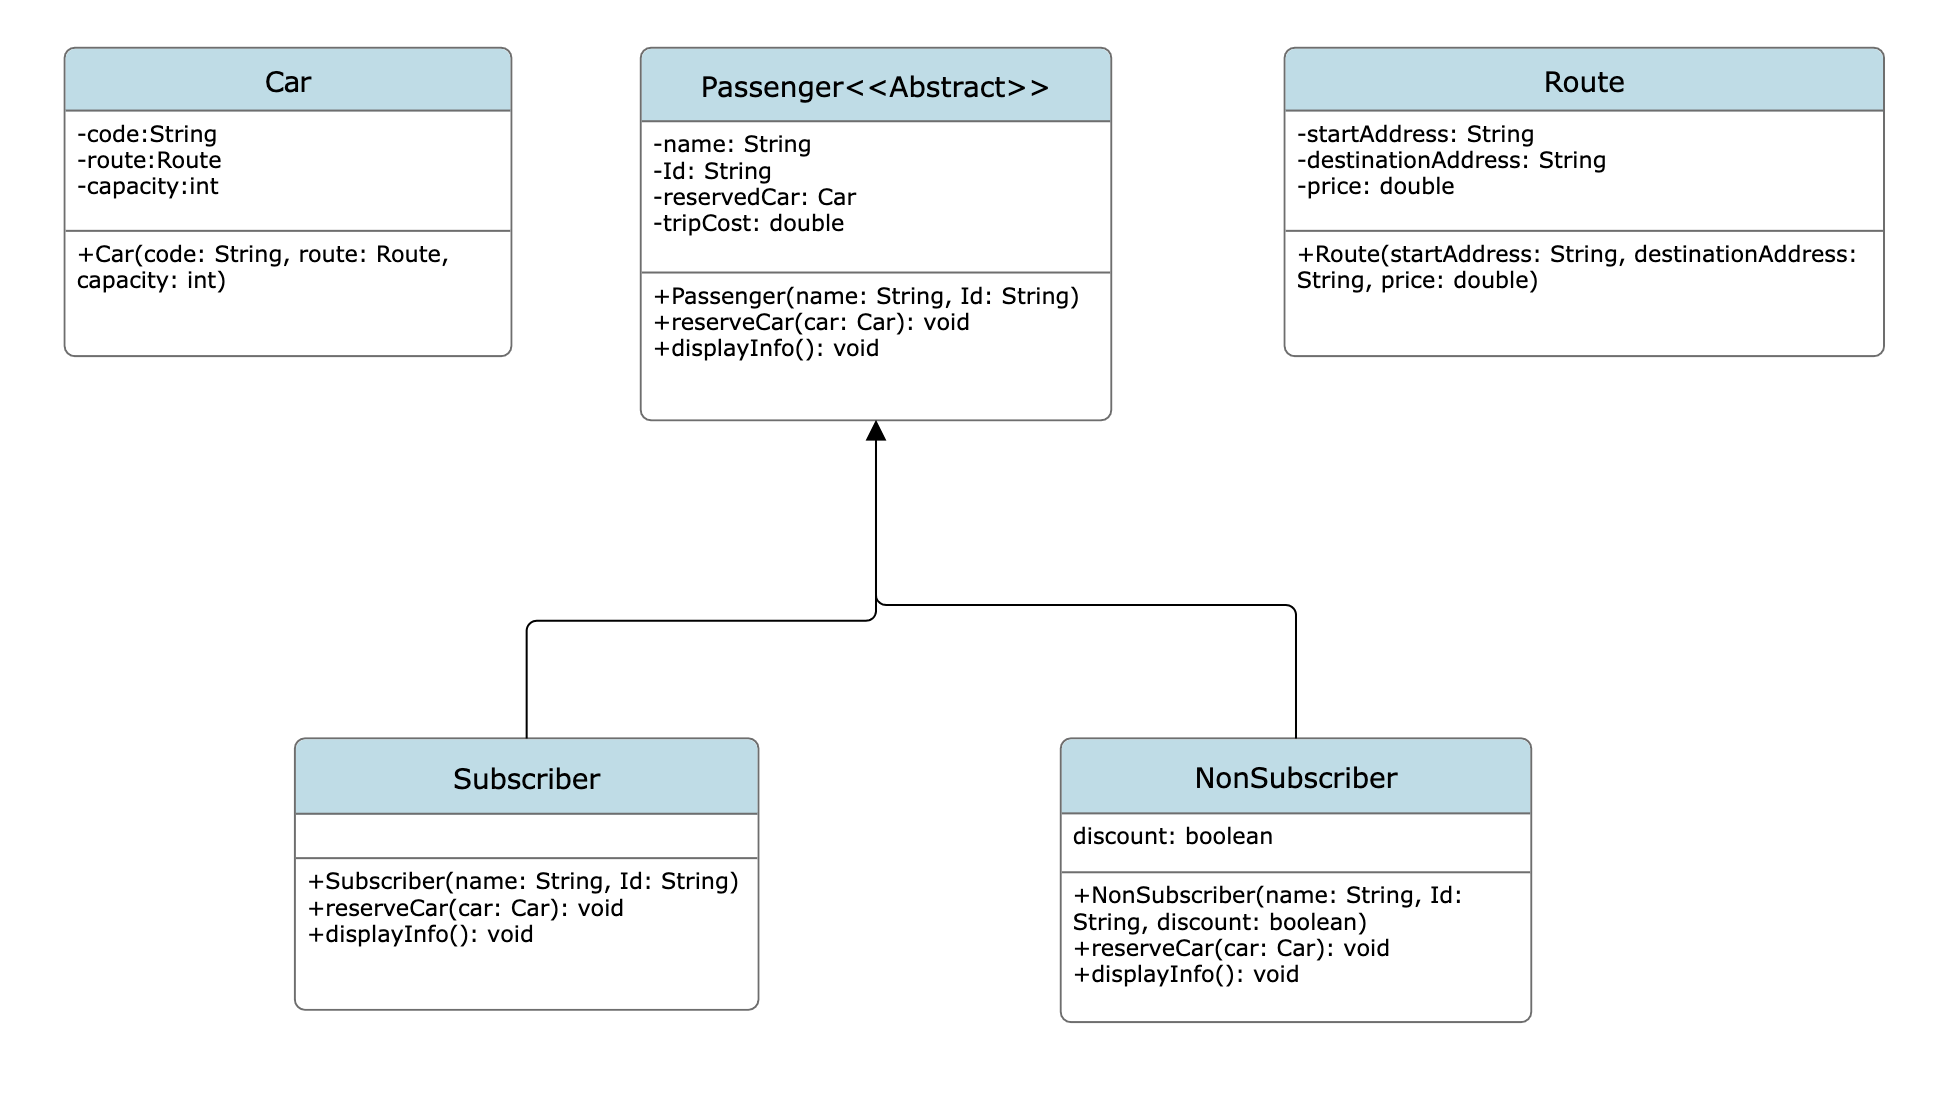 Car
-code:String
-route:Route
-capacity:int
+Car(code: String, route: Route,
capacity: int)
Passenger<<Abstract>>
-name: String
-Id: String
-reservedCar: Car
-tripCost: double
+Passenger(name: String, Id: String)
+reserveCar(car: Car): void
+displayInfo(): void
Route
-startAddress: String
-destinationAddress: String
-price: double
+Route(startAddress: String, destinationAddress:
String, price: double)
Subscriber
+Subscriber(name: String, Id: String)
+reserveCar(car: Car): void
+displayInfo(): void
NonSubscriber
discount: boolean
+NonSubscriber(name: String, Id:
String, discount: boolean)
+reserveCar(car: Car): void
+displayInfo(): void